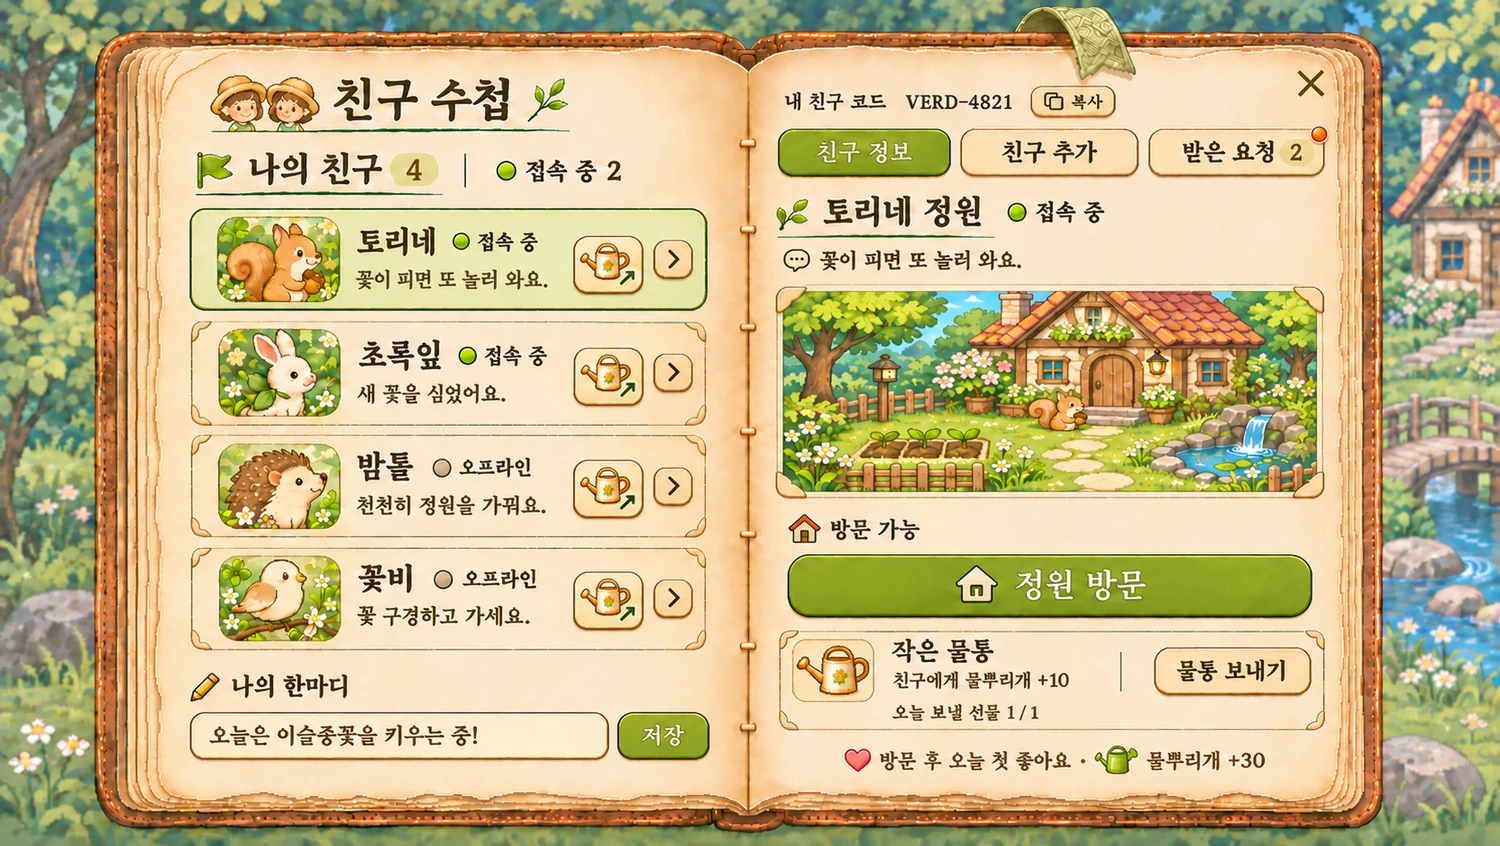 친구 수첩
나의 친구 4
접속 중 2
토리네 접속 중
꽃이 피면 또 놀러 와요.
초록잎 접속 중
새 꽃을 심었어요.
밤톨 오프라인
천천히 정원을 가꿔요.
꽃비 오프라인
꽃 구경하고 가세요.
나의 한마디
오늘은 이슬종꽃을 키우는 중!
저장
내 친구 코드 VERD-4821 복사
친구 정보
친구 추가
받은 요청 2
토리네 정원 접속 중
꽃이 피면 또 놀러 와요.
방문 가능
정원 방문
작은 물통
친구에게 물뿌리개 +10
오늘 보낼 선물 1/1
물통 보내기
방문 후 오늘 첫 좋아요 · 물뿌리개 +30